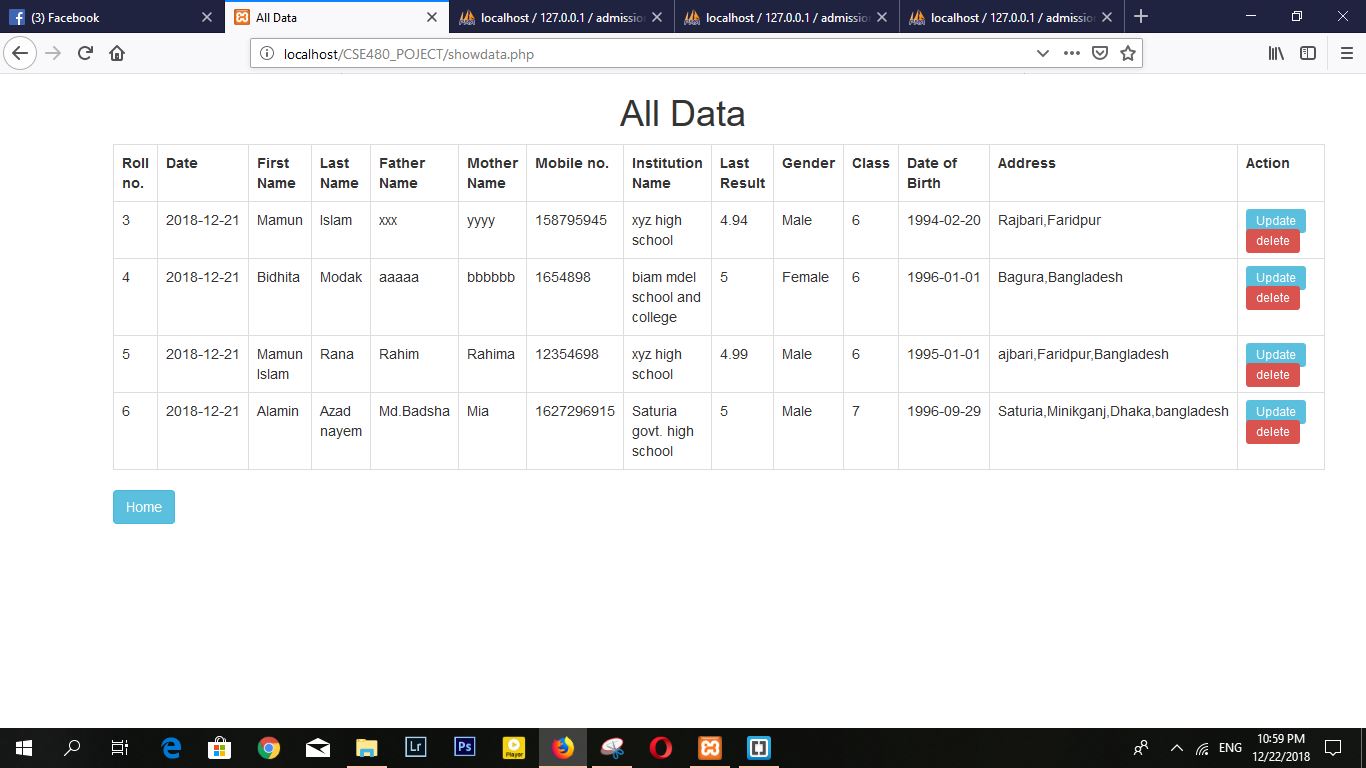 (3) Facebook
All Data
localhost / 127.0.0.1 / admissio
localhost / 127.0.0.1 / admissio
localhost / 127.0.0.1 / admissio
localhost/CSE480_POJECT/showdata.php
All Data
Roll no. Date First Name Last Name Father Name Mother Name Mobile no. Institution Name Last Result Gender Class Date of Birth Address Action
3 2018-12-21 Mamun Islam xxx yyyy 158795945 xyz high school 4.94 Male 6 1994-02-20 Rajbari,Faridpur Update delete
4 2018-12-21 Bidhita Modak aaaaa bbbbbb 1654898 biam mdel school and college 5 Female 6 1996-01-01 Bagura,Bangladesh Update delete
5 2018-12-21 Mamun Islam Rana Rahim Rahima 12354698 xyz high school 4.99 Male 6 1995-01-01 ajbari,Faridpur,Bangladesh Update delete
6 2018-12-21 Alamin Azad nayem Md.Badsha Mia 1627296915 Saturia govt. high school 5 Male 7 1996-09-29 Saturia,Minikganj,Dhaka,bangladesh Update delete
Home
Lr
Ps
Player
ENG
10:59 PM
12/22/2018